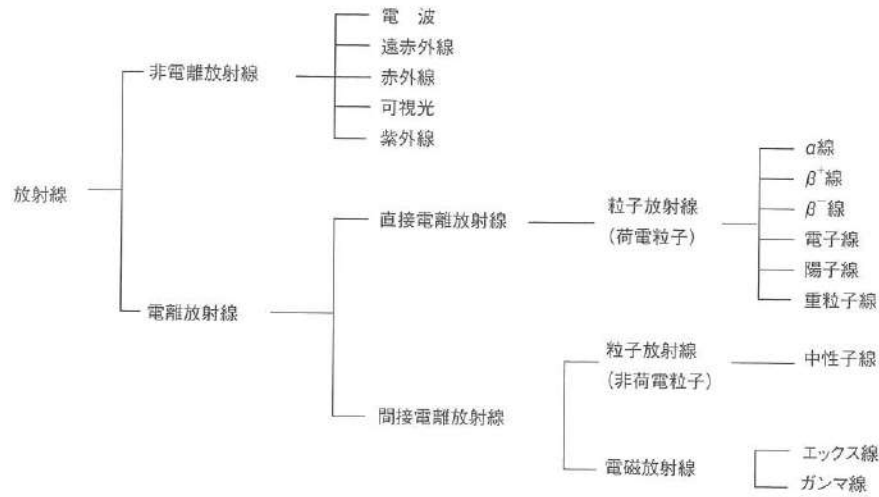 放射線
非電離放射線
電 波
遠赤外線
赤外線
可視光
紫外線
電離放射線
直接電離放射線
粒子放射線
(荷電粒子)
α線
β⁺線
β⁻線
電子線
陽子線
重粒子線
間接電離放射線
粒子放射線
(非荷電粒子)
中性子線
電磁放射線
エックス線
ガンマ線